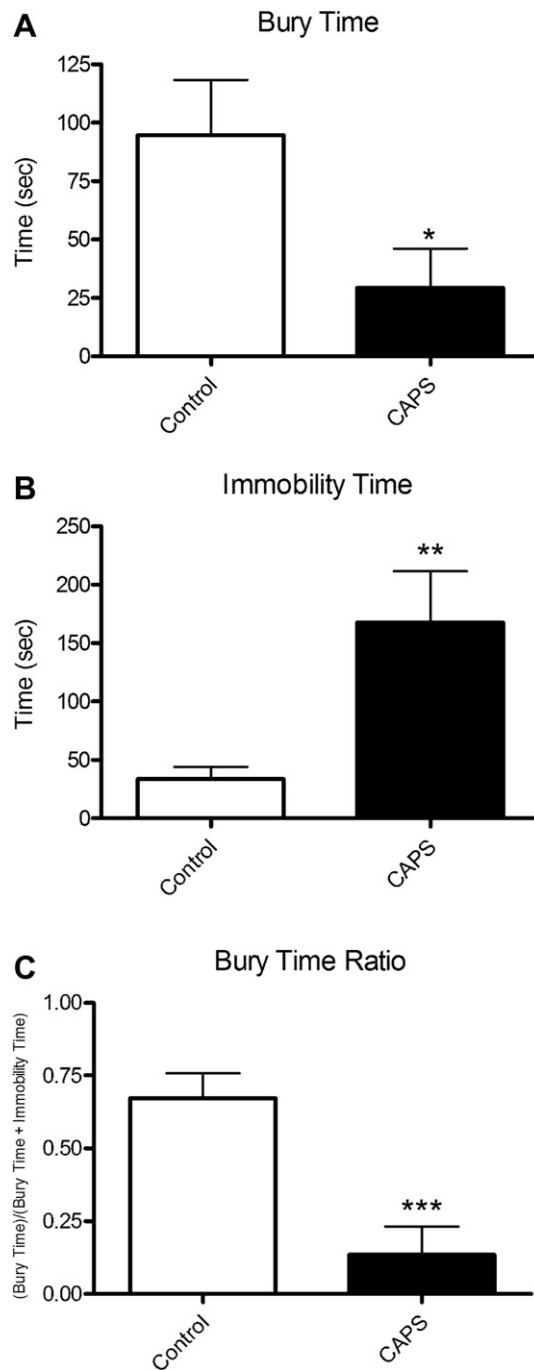 A
Bury Time
Time (sec)
125
100
75
50
25
0
*
Control
CAPS
B
Immobility Time
Time (sec)
250
200
150
100
50
0
**
Control
CAPS
C
Bury Time Ratio
(Bury Time)/(Bury Time + Immobility Time)
1.00
0.75
0.50
0.25
0.00
***
Control
CAPS